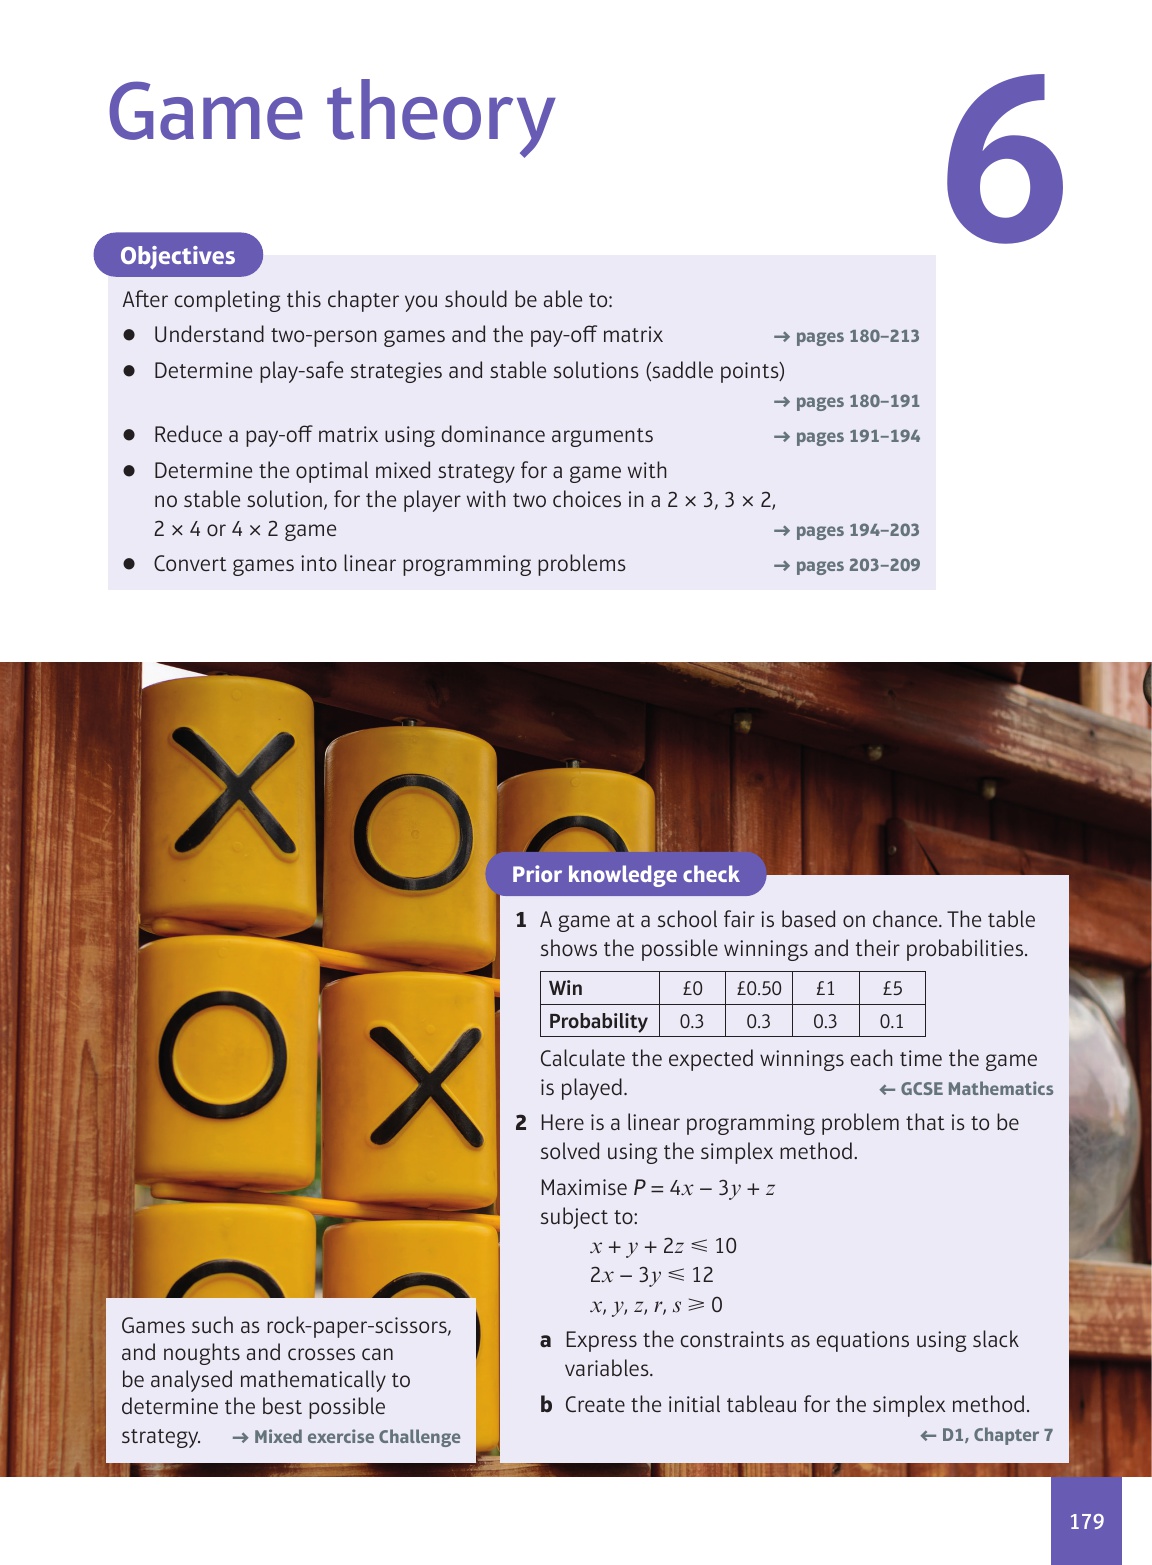 Game theory
6
Objectives
After completing this chapter you should be able to:
● Understand two-person games and the pay-off matrix → pages 180–213
● Determine play-safe strategies and stable solutions (saddle points)
→ pages 180–191
● Reduce a pay-off matrix using dominance arguments → pages 191–194
● Determine the optimal mixed strategy for a game with
no stable solution, for the player with two choices in a 2 × 3, 3 × 2,
2 × 4 or 4 × 2 game → pages 194–203
● Convert games into linear programming problems → pages 203–209
X
O
O
O
X
Prior knowledge check
1 A game at a school fair is based on chance. The table
shows the possible winnings and their probabilities.
Win £0 £0.50 £1 £5
Probability 0.3 0.3 0.3 0.1
Calculate the expected winnings each time the game
is played. ← GCSE Mathematics
2 Here is a linear programming problem that is to be
solved using the simplex method.
Maximise P = 4x − 3y + z
subject to:
x + y + 2z ⩽ 10
2x − 3y ⩽ 12
x, y, z, r, s ⩾ 0
a Express the constraints as equations using slack
variables.
b Create the initial tableau for the simplex method.
← D1, Chapter 7
Games such as rock-paper-scissors,
and noughts and crosses can
be analysed mathematically to
determine the best possible
strategy. → Mixed exercise Challenge
179